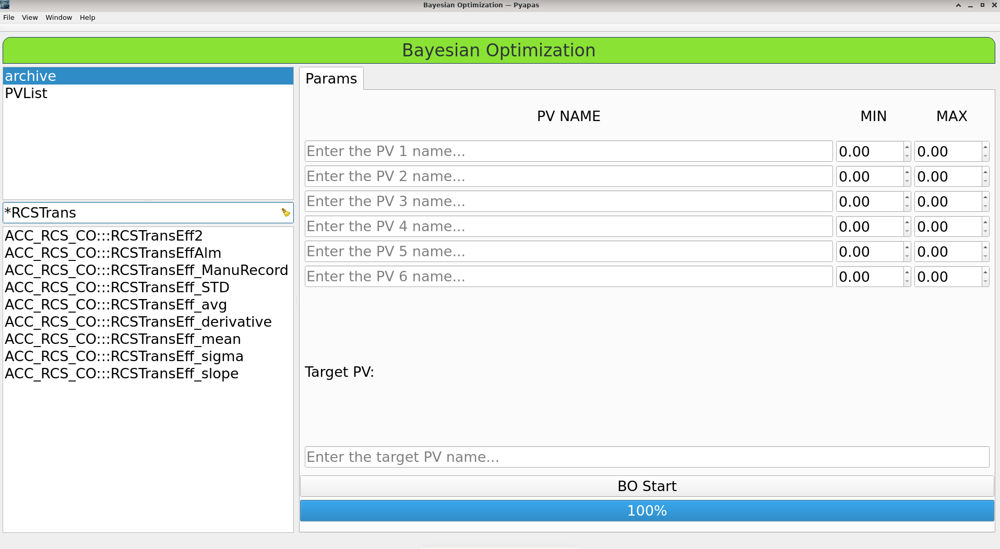 Bayesian Optimization — Pyapas
File View Window Help
Bayesian Optimization
archive
PVList
*RCSTrans
ACC_RCS_CO:::RCSTransEff2
ACC_RCS_CO:::RCSTransEffAlm
ACC_RCS_CO:::RCSTransEff_ManuRecord
ACC_RCS_CO:::RCSTransEff_STD
ACC_RCS_CO:::RCSTransEff_avg
ACC_RCS_CO:::RCSTransEff_derivative
ACC_RCS_CO:::RCSTransEff_mean
ACC_RCS_CO:::RCSTransEff_sigma
ACC_RCS_CO:::RCSTransEff_slope
Params
PV NAME MIN MAX
Enter the PV 1 name... 0.00 0.00
Enter the PV 2 name... 0.00 0.00
Enter the PV 3 name... 0.00 0.00
Enter the PV 4 name... 0.00 0.00
Enter the PV 5 name... 0.00 0.00
Enter the PV 6 name... 0.00 0.00
Target PV:
Enter the target PV name...
BO Start
100%